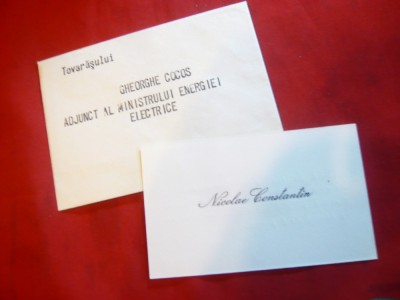 Tovarăşului
GHEORGHE COCOS
ADJUNCT AL MINISTRULUI ENERGIEI
ELECTRICE
Nicolae Constantin